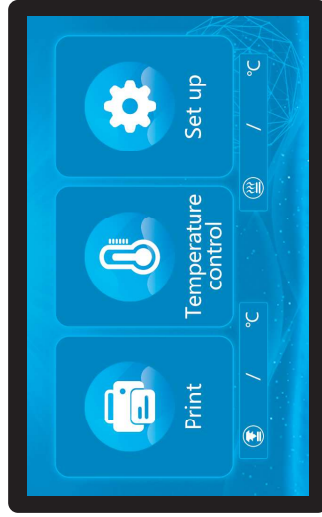 Print
Temperature
control
Set up
/ °C
/ °C